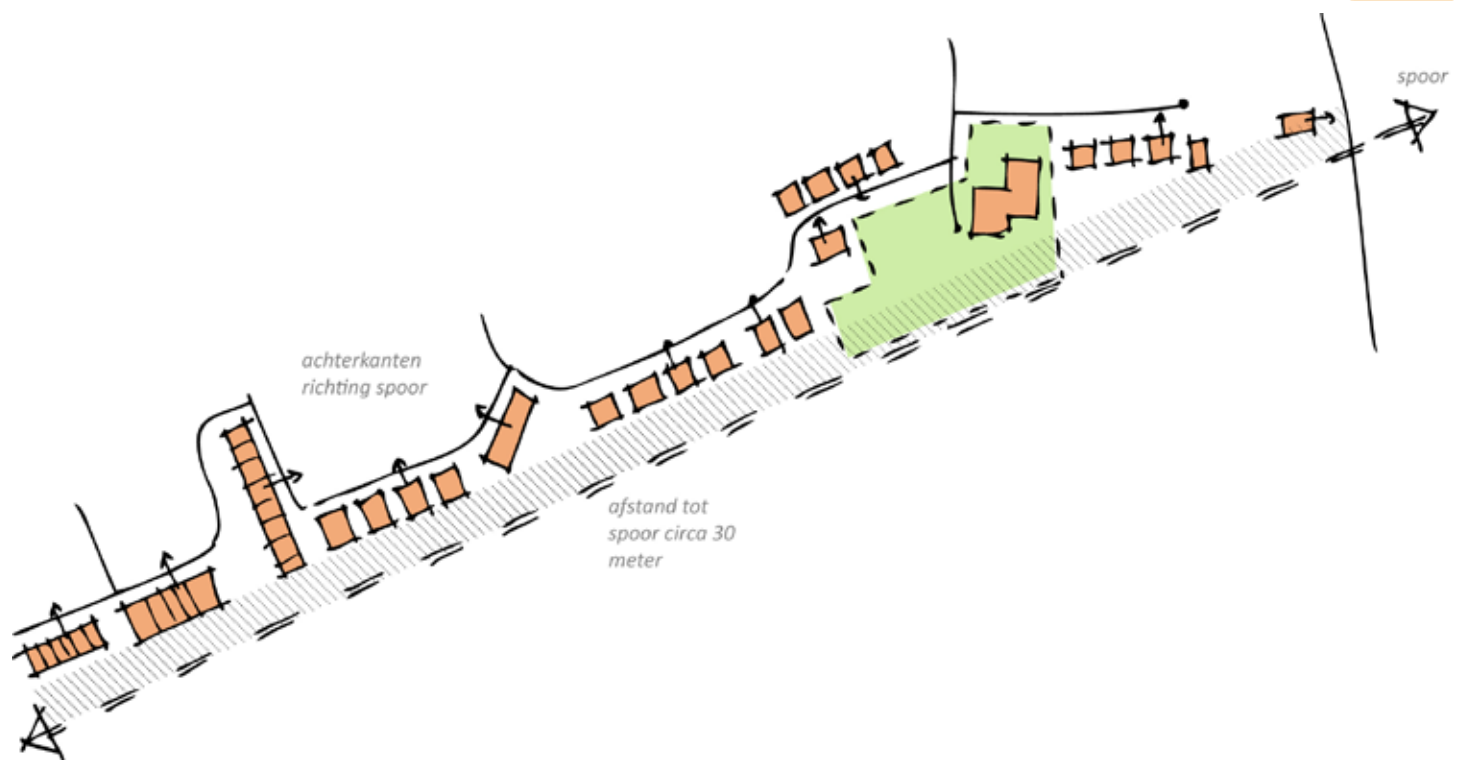 spoor
achterkanten
richting spoor
afstand tot
spoor circa 30
meter